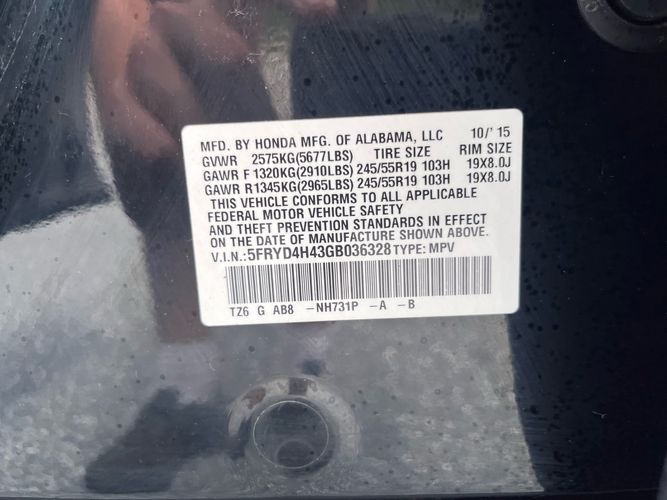 MFD. BY HONDA MFG. OF ALABAMA, LLC 10/'15
GVWR 2575KG(5677LBS) TIRE SIZE RIM SIZE
GAWR F 1320KG(2910LBS) 245/55R19 103H 19X8.0J
GAWR R1345KG(2965LBS) 245/55R19 103H 19X8.0J
THIS VEHICLE CONFORMS TO ALL APPLICABLE
FEDERAL MOTOR VEHICLE SAFETY
AND THEFT PREVENTION STANDARDS IN EFFECT
ON THE DATE OF MANUFACTURE SHOWN ABOVE.
V.I.N.:5FRYD4H43GB036328 TYPE: MPV
TZ6 G AB8 -NH731P -A -B